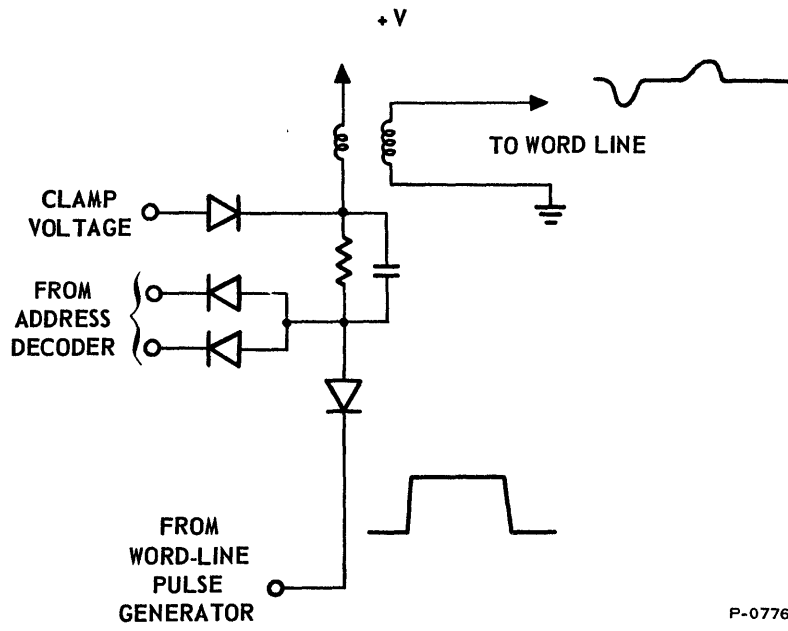 + V
TO WORD LINE
CLAMP
VOLTAGE
FROM
ADDRESS
DECODER
FROM
WORD-LINE
PULSE
GENERATOR
P-0776